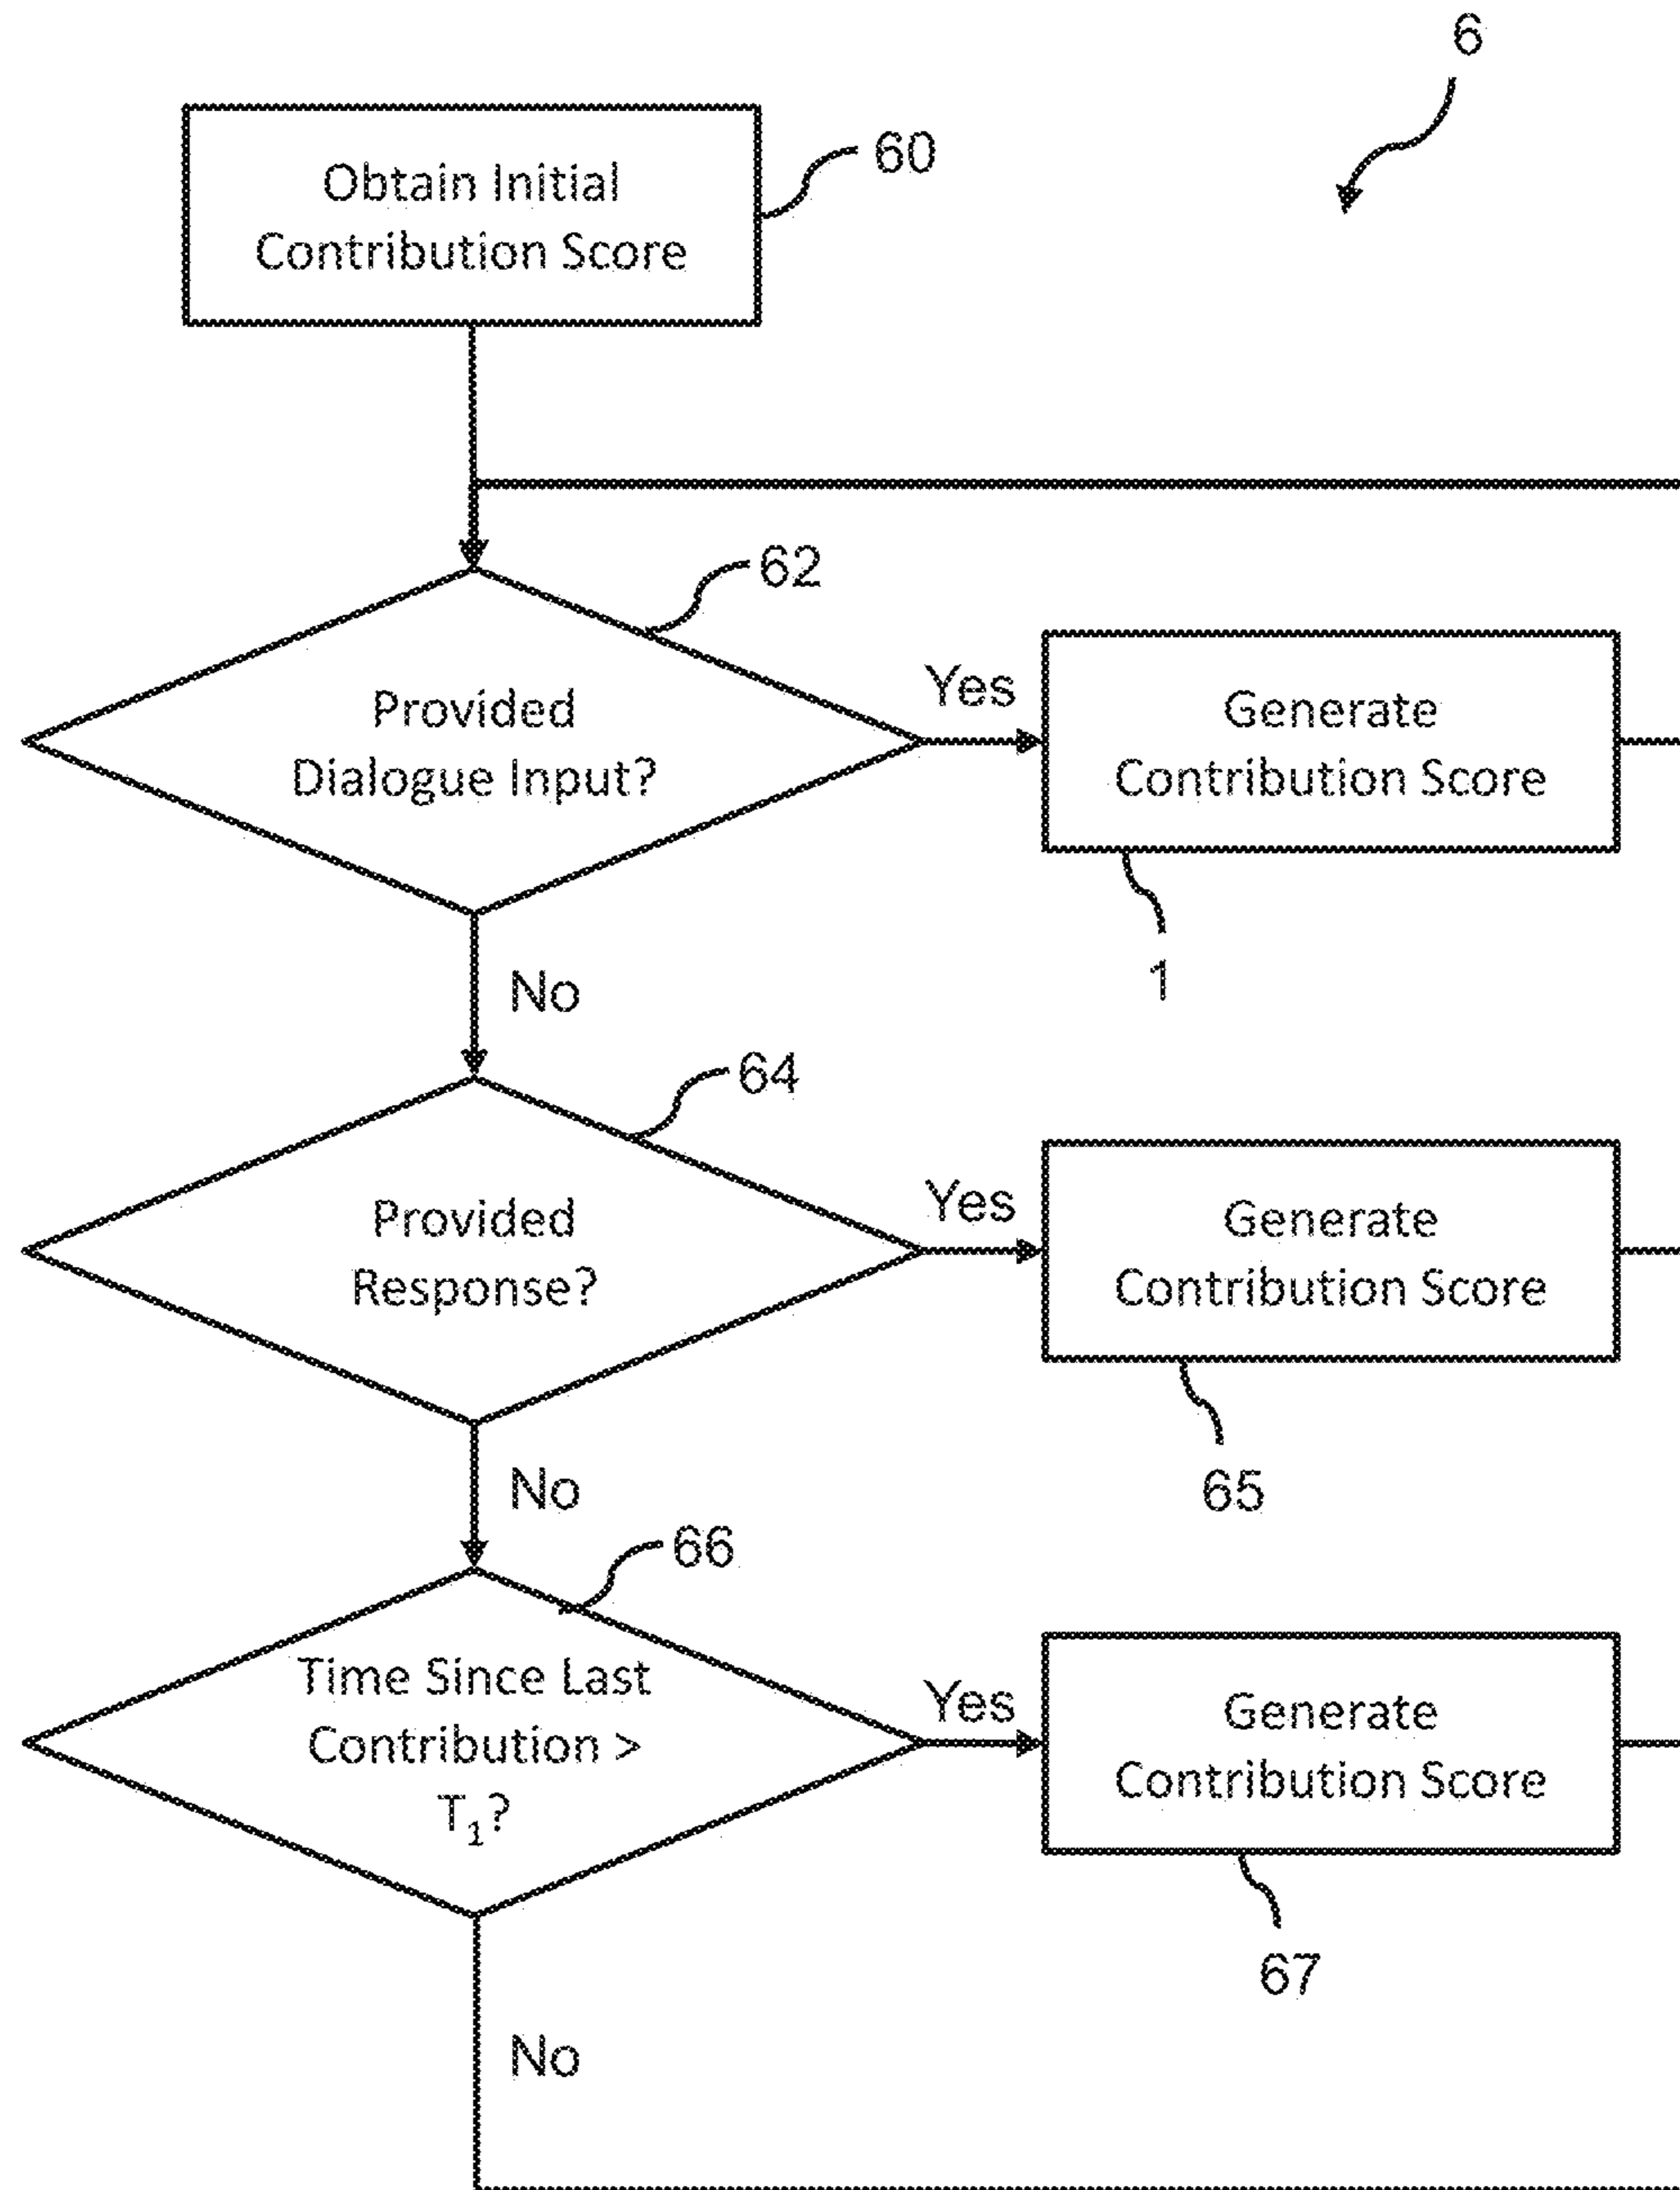 6
Obtain Initial
Contribution Score
60
62
Provided
Dialogue Input?
Yes
Generate
Contribution Score
1
No
64
Provided
Response?
Yes
Generate
Contribution Score
65
No
66
Time Since Last
Contribution >
T₁?
Yes
Generate
Contribution Score
67
No